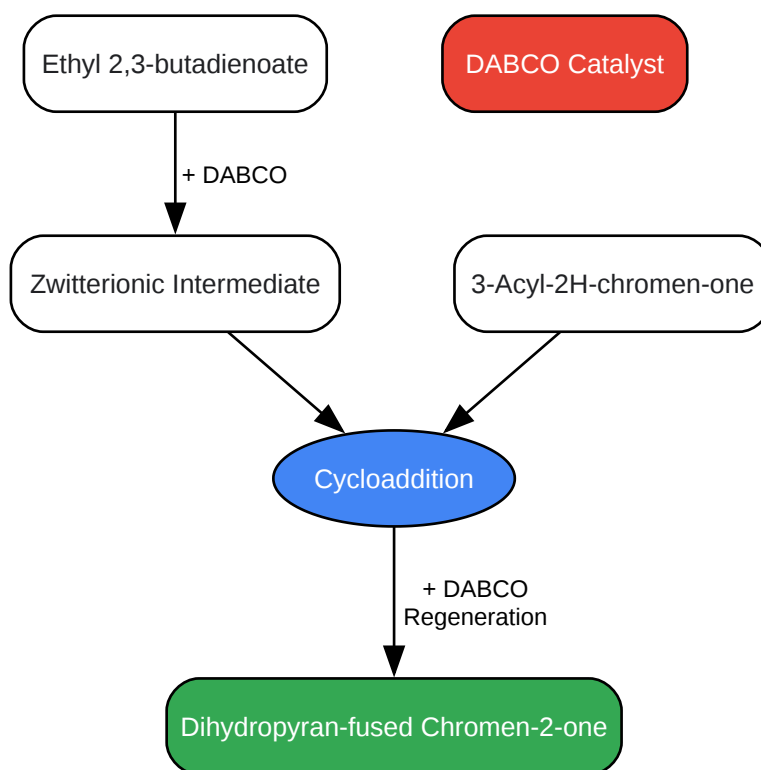 Ethyl 2,3-butadienoate
DABCO Catalyst
+ DABCO
Zwitterionic Intermediate
3-Acyl-2H-chromen-one
Cycloaddition
+ DABCO
Regeneration
Dihydropyran-fused Chromen-2-one